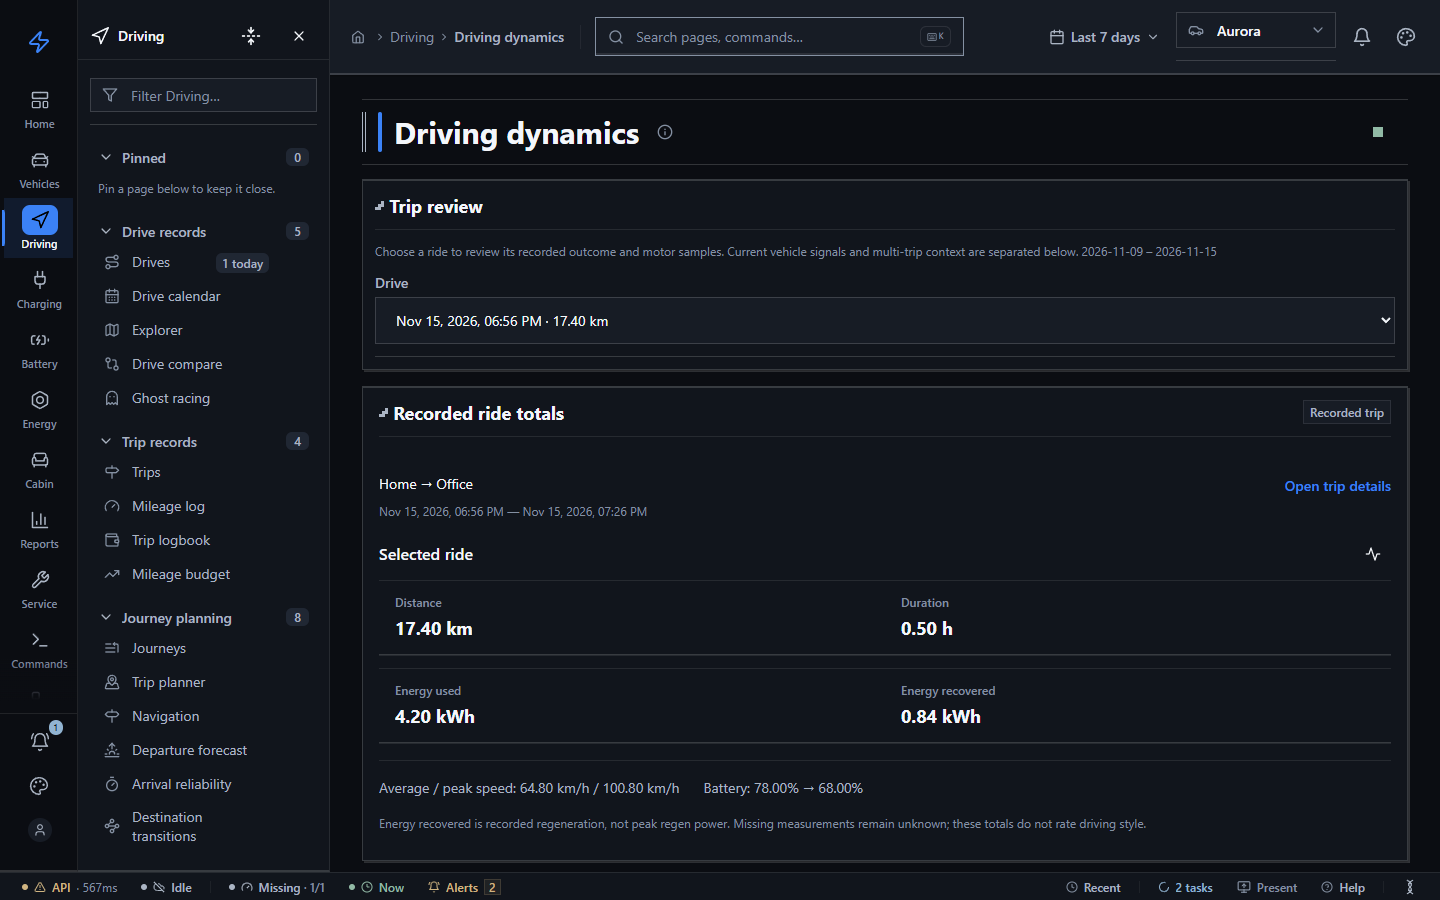 Driving
Driving
Driving dynamics
Search pages, commands...
K
Last 7 days
Aurora
Home
Vehicles
Driving
Charging
Battery
Energy
Cabin
Reports
Service
Commands
1
Filter Driving...
Pinned
0
Pin a page below to keep it close.
Drive records
5
Drives
1 today
Drive calendar
Explorer
Drive compare
Ghost racing
Trip records
4
Trips
Mileage log
Trip logbook
Mileage budget
Journey planning
8
Journeys
Trip planner
Navigation
Departure forecast
Arrival reliability
Destination
transitions
Driving dynamics
Trip review
Choose a ride to review its recorded outcome and motor samples. Current vehicle signals and multi-trip context are separated below. 2026-11-09 – 2026-11-15
Drive
Nov 15, 2026, 06:56 PM · 17.40 km
Recorded ride totals
Recorded trip
Home → Office
Open trip details
Nov 15, 2026, 06:56 PM — Nov 15, 2026, 07:26 PM
Selected ride
Distance
17.40 km
Duration
0.50 h
Energy used
4.20 kWh
Energy recovered
0.84 kWh
Average / peak speed: 64.80 km/h / 100.80 km/h
Battery: 78.00% → 68.00%
Energy recovered is recorded regeneration, not peak regen power. Missing measurements remain unknown; these totals do not rate driving style.
API · 567ms
Idle
Missing · 1/1
Now
Alerts 2
Recent
2 tasks
Present
Help